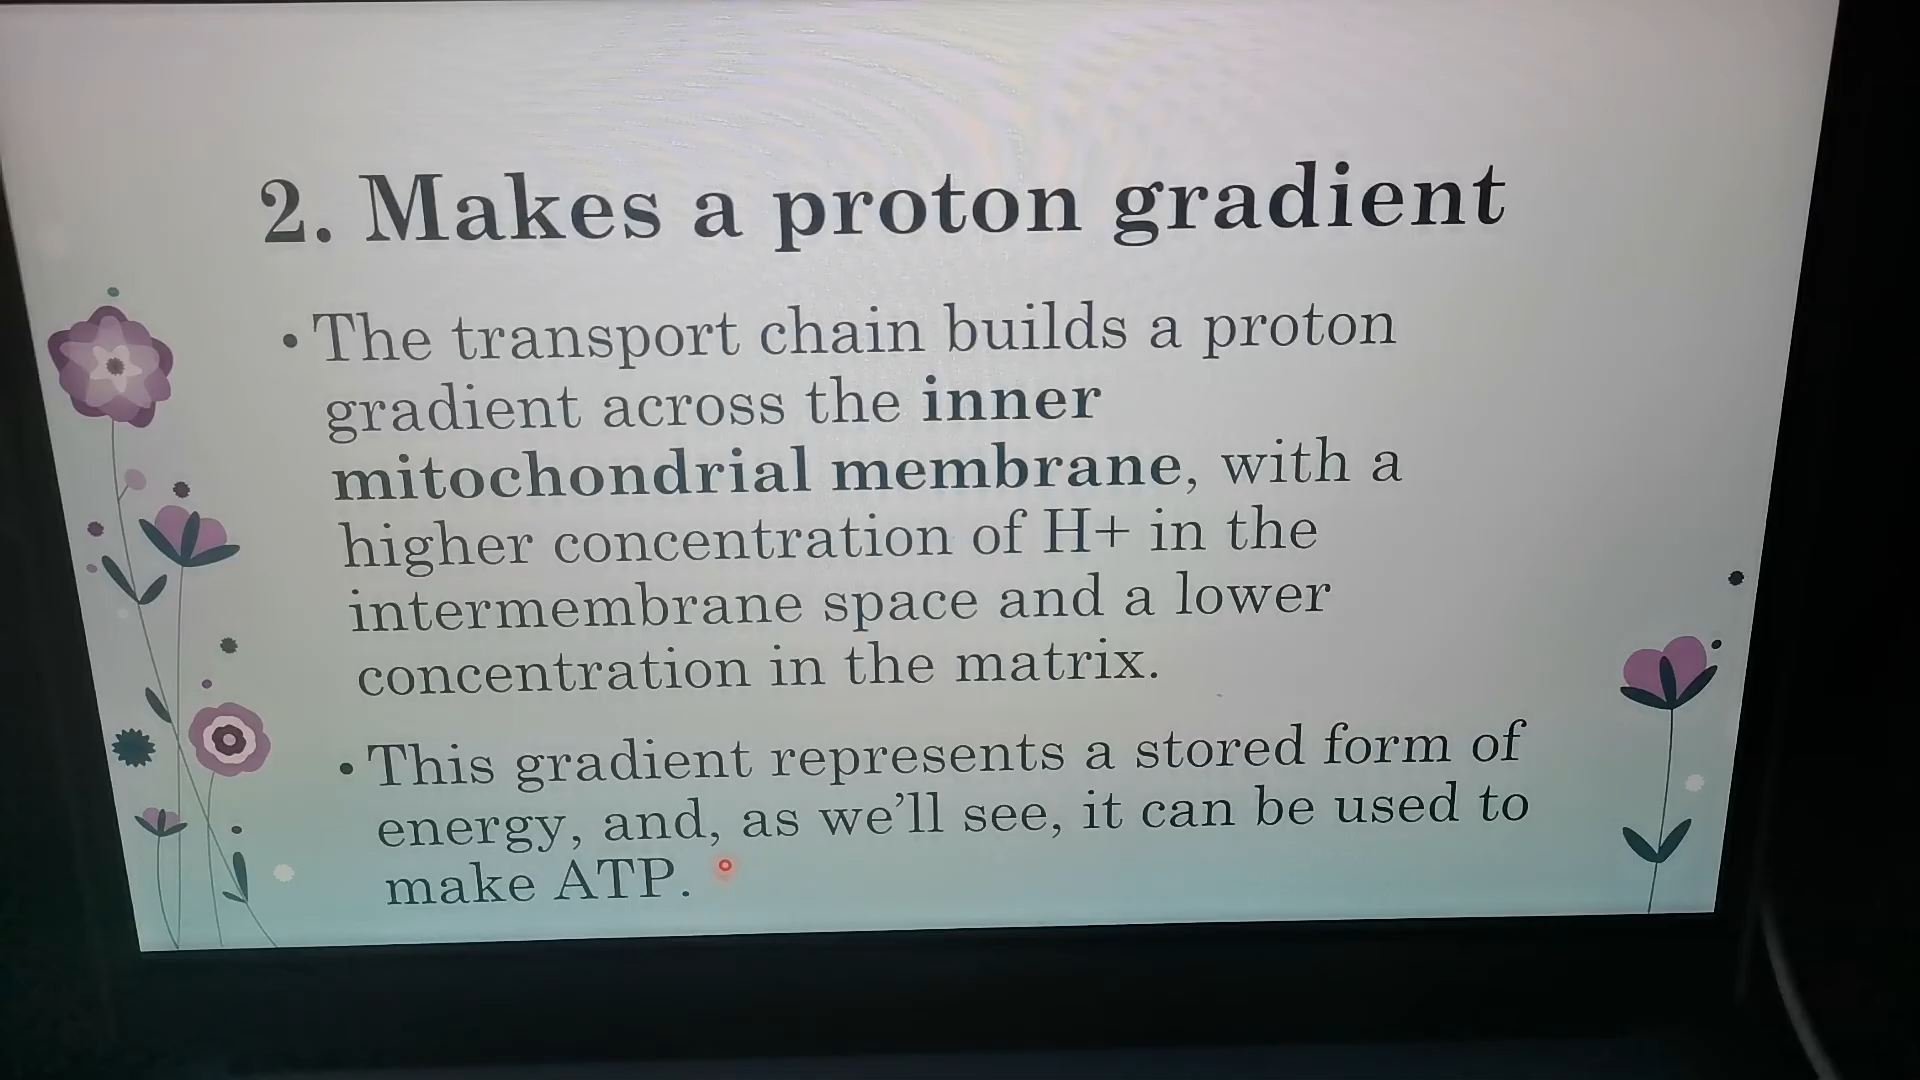 2. Makes a proton gradient
• The transport chain builds a proton
gradient across the inner
mitochondrial membrane, with a
higher concentration of H+ in the
intermembrane space and a lower
concentration in the matrix.
• This gradient represents a stored form of
energy, and, as we'll see, it can be used to
make ATP.